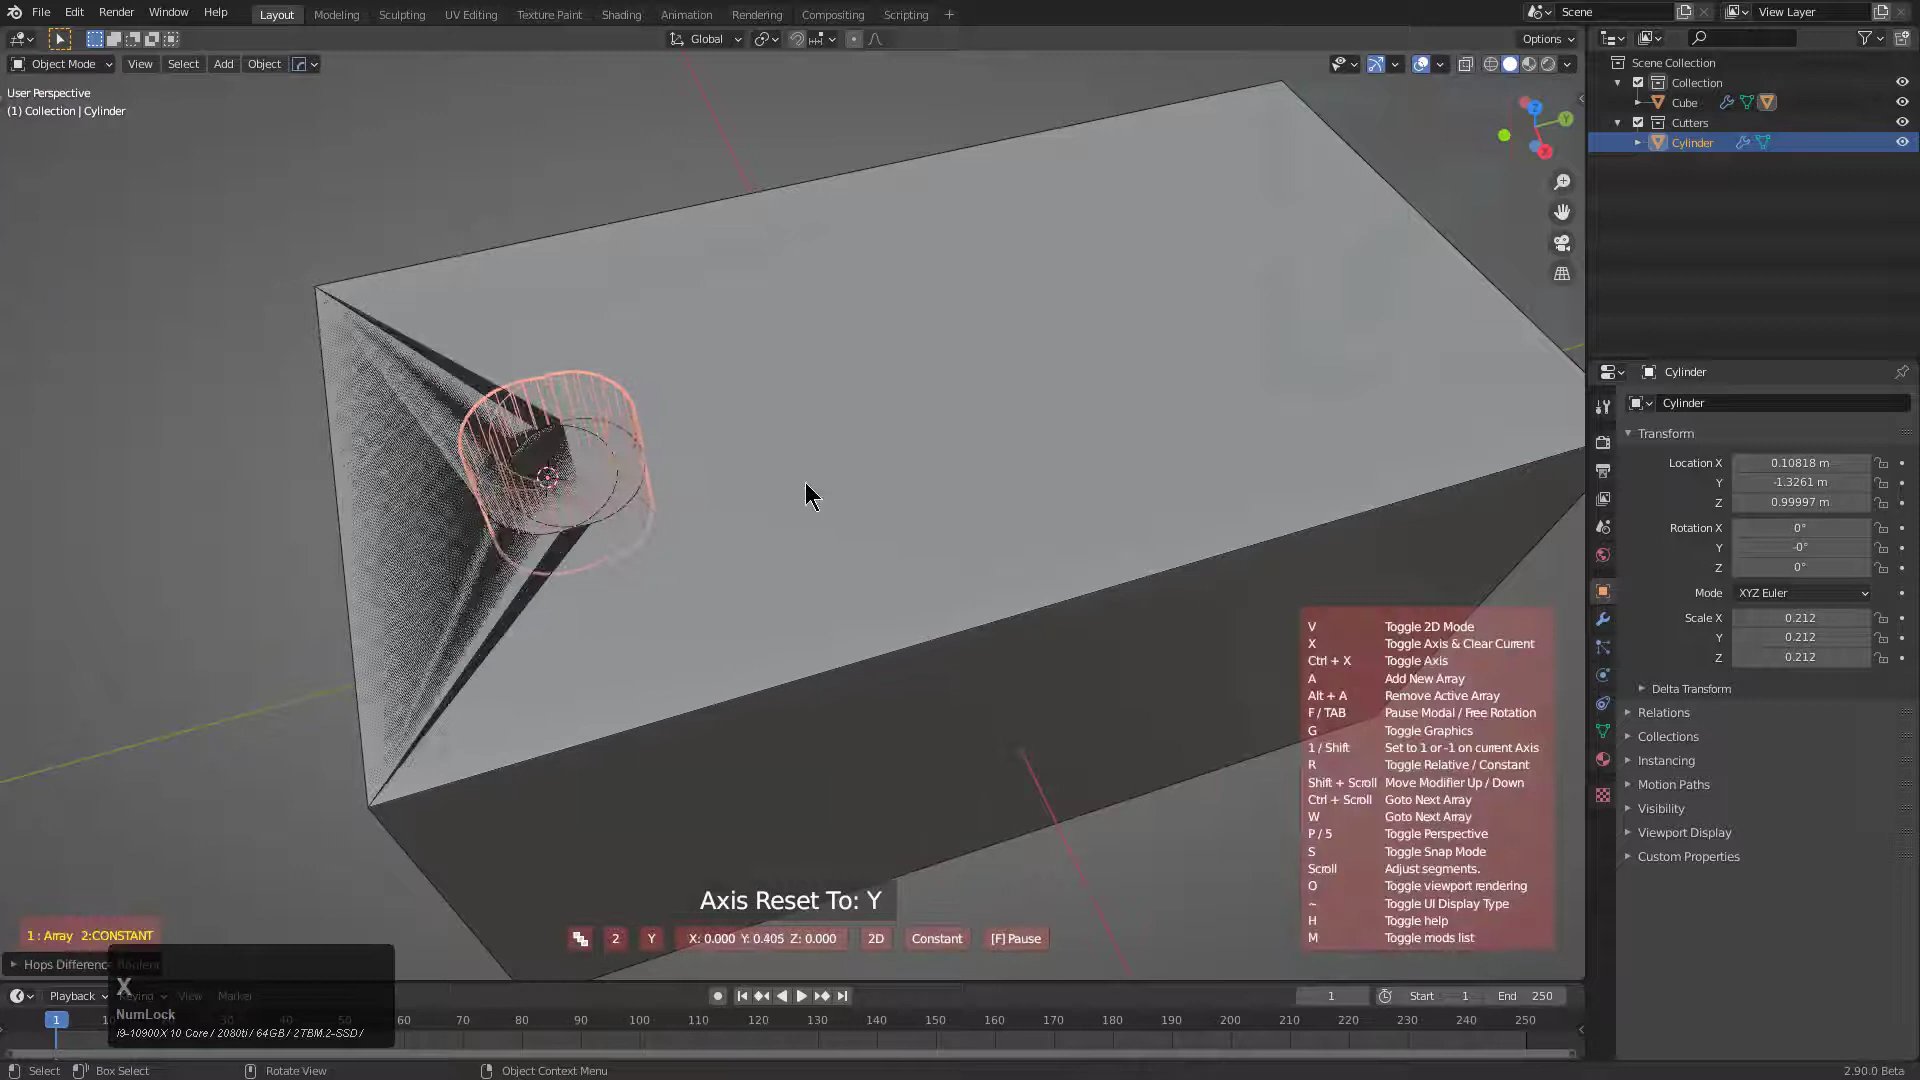 File Edit Render Window Help Layout Modeling Sculpting UV Editing Texture Paint Shading Animation Rendering Compositing Scripting + Scene View Layer
Global Options
Object Mode View Select Add Object
User Perspective
(1) Collection | Cylinder
Scene Collection
Collection
Cube
Cutters
Cylinder
Cylinder
Cylinder
Transform
Location X 0.10818 m
Y -1.3261 m
Z 0.99997 m
Rotation X 0°
Y -0°
Z 0°
Mode XYZ Euler
Scale X 0.212
Y 0.212
Z 0.212
Delta Transform
Relations
Collections
Instancing
Motion Paths
Visibility
Viewport Display
Custom Properties
V Toggle 2D Mode
X Toggle Axis & Clear Current
Ctrl + X Toggle Axis
A Add New Array
Alt + A Remove Active Array
F / TAB Pause Modal / Free Rotation
G Toggle Graphics
1 / Shift Set to 1 or -1 on current Axis
R Toggle Relative / Constant
Shift + Scroll Move Modifier Up / Down
Ctrl + Scroll Goto Next Array
W Goto Next Array
P / 5 Toggle Perspective
S Toggle Snap Mode
Scroll Adjust segments.
O Toggle viewport rendering
~ Toggle UI Display Type
H Toggle help
M Toggle mods list
Axis Reset To: Y
1 : Array 2:CONSTANT
2 Y X: 0.000 Y: 0.405 Z: 0.000 2D Constant [F] Pause
Hops Difference Boolean
X
NumLock
i9-10900X 10 Core / 2080ti / 64GB / 2TBM.2-SSD /
Playback Keying View Marker 1 Start 1 End 250
1 10 60 70 80 90 100 110 120 130 140 150 160 170 180 190 200 210 220 230 240 250
Select Box Select Rotate View Object Context Menu 2.90.0 Beta